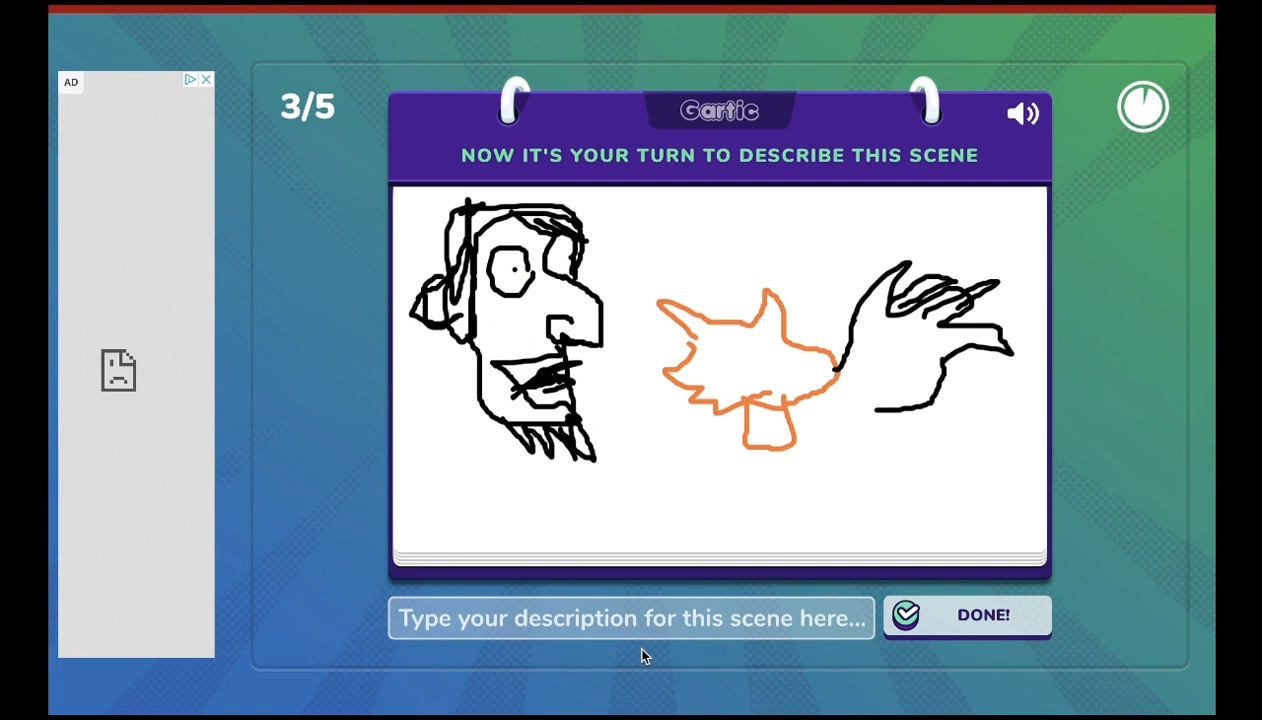 AD
3/5
Gartic
NOW IT'S YOUR TURN TO DESCRIBE THIS SCENE
Type your description for this scene here...
DONE!